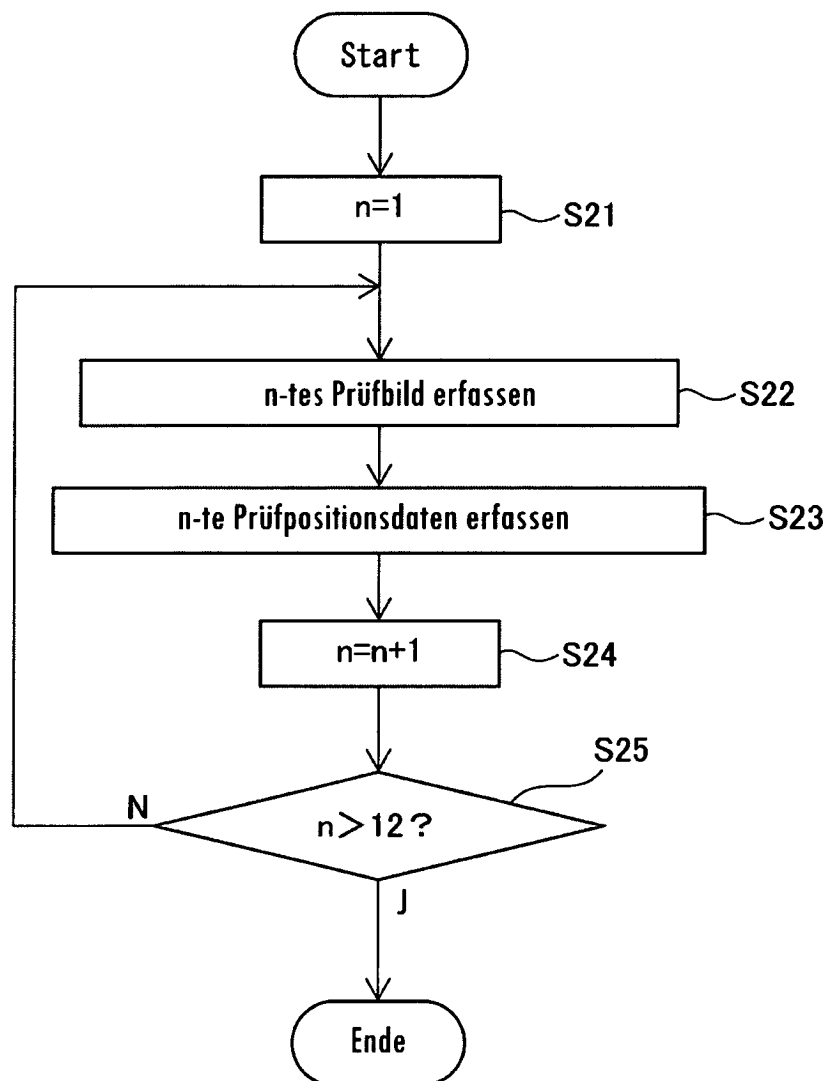 Start
n=1
S21
n-tes Prüfbild erfassen
S22
n-te Prüfpositionsdaten erfassen
S23
n=n+1
S24
S25
N
n>12?
J
Ende